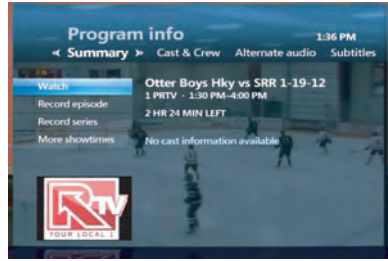 Program info
1:36 PM
< Summary > Cast & Crew Alternate audio Subtitles
Watch
Record episode
Record series
More showtimes
Otter Boys Hky vs SRR 1-19-12
1 PRTV - 1:30 PM-4:00 PM
2 HR 24 MIN LEFT
No cast information available
RTV
YOUR LOCAL 1